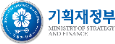 기획재정부
MINISTRY OF STRATEGY
AND FINANCE